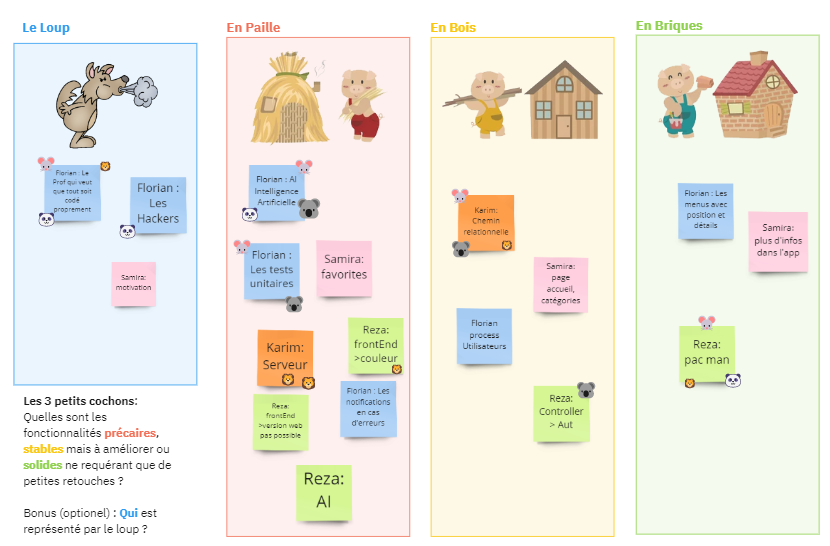 Le Loup
Florian : Le
Prof qui veut
que tout soit
codé
proprement
Florian :
Les
Hackers
Samira:
motivation
Les 3 petits cochons:
Quelles sont les
fonctionnalités précaires,
stables mais à améliorer ou
solides ne requérant que de
petites retouches ?
Bonus (optionel) : Qui est
représenté par le loup ?
En Paille
Florian : AI
Intelligence
Artificielle
Florian :
Les tests
unitaires
Samira:
favorites
Karim:
Serveur
Reza:
frontEnd
>couleur
Reza:
frontEnd
>version web
pas possible
Florian : Les
notifications
en cas
d'erreurs
Reza:
AI
En Bois
Karim:
Chemin
relationnelle
Samira:
page
accueil,
catégories
Florian
process
Utilisateurs
Reza:
Controller
> Aut
En Briques
Florian : Les
menus avec
position et
détails
Samira:
plus d'infos
dans l'app
Reza:
pac man